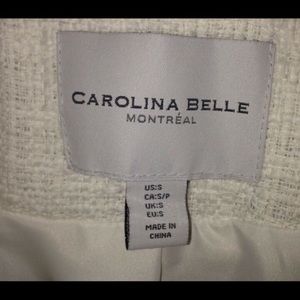 CAROLINA BELLE
MONTRÉAL
US:S
CA:S/P
UK:S
EU:S
MADE IN
CHINA